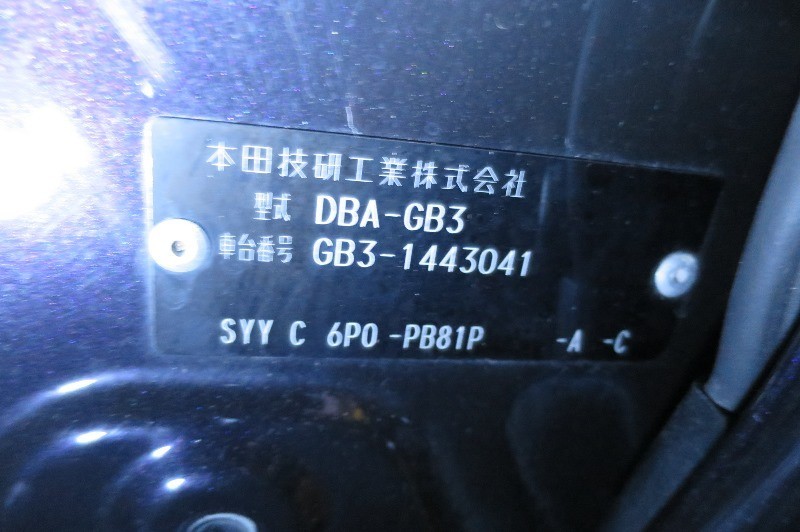 本田技研工業株式会社
型式 DBA-GB3
車台番号 GB3-1443041
SYY C 6P0 -PB81P -A -C